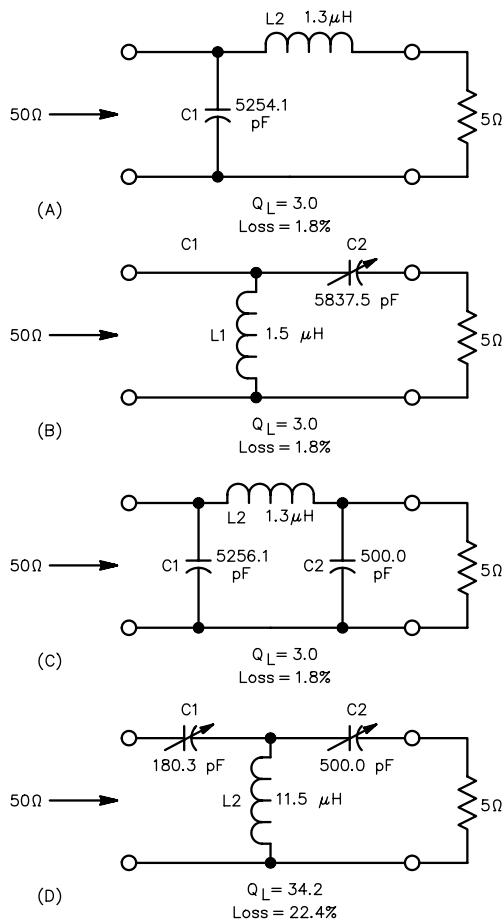 L2 1.3μH
50Ω
C1
5254.1
pF
5Ω
(A)
QL = 3.0
Loss = 1.8%
C1
C2
5837.5 pF
50Ω
L1
1.5 μH
5Ω
(B)
QL = 3.0
Loss = 1.8%
L2 1.3μH
50Ω
C1
5256.1
pF
C2
500.0
pF
5Ω
(C)
QL = 3.0
Loss = 1.8%
C1
C2
180.3 pF
500.0 pF
50Ω
L2
11.5 μH
5Ω
(D)
QL = 34.2
Loss = 22.4%